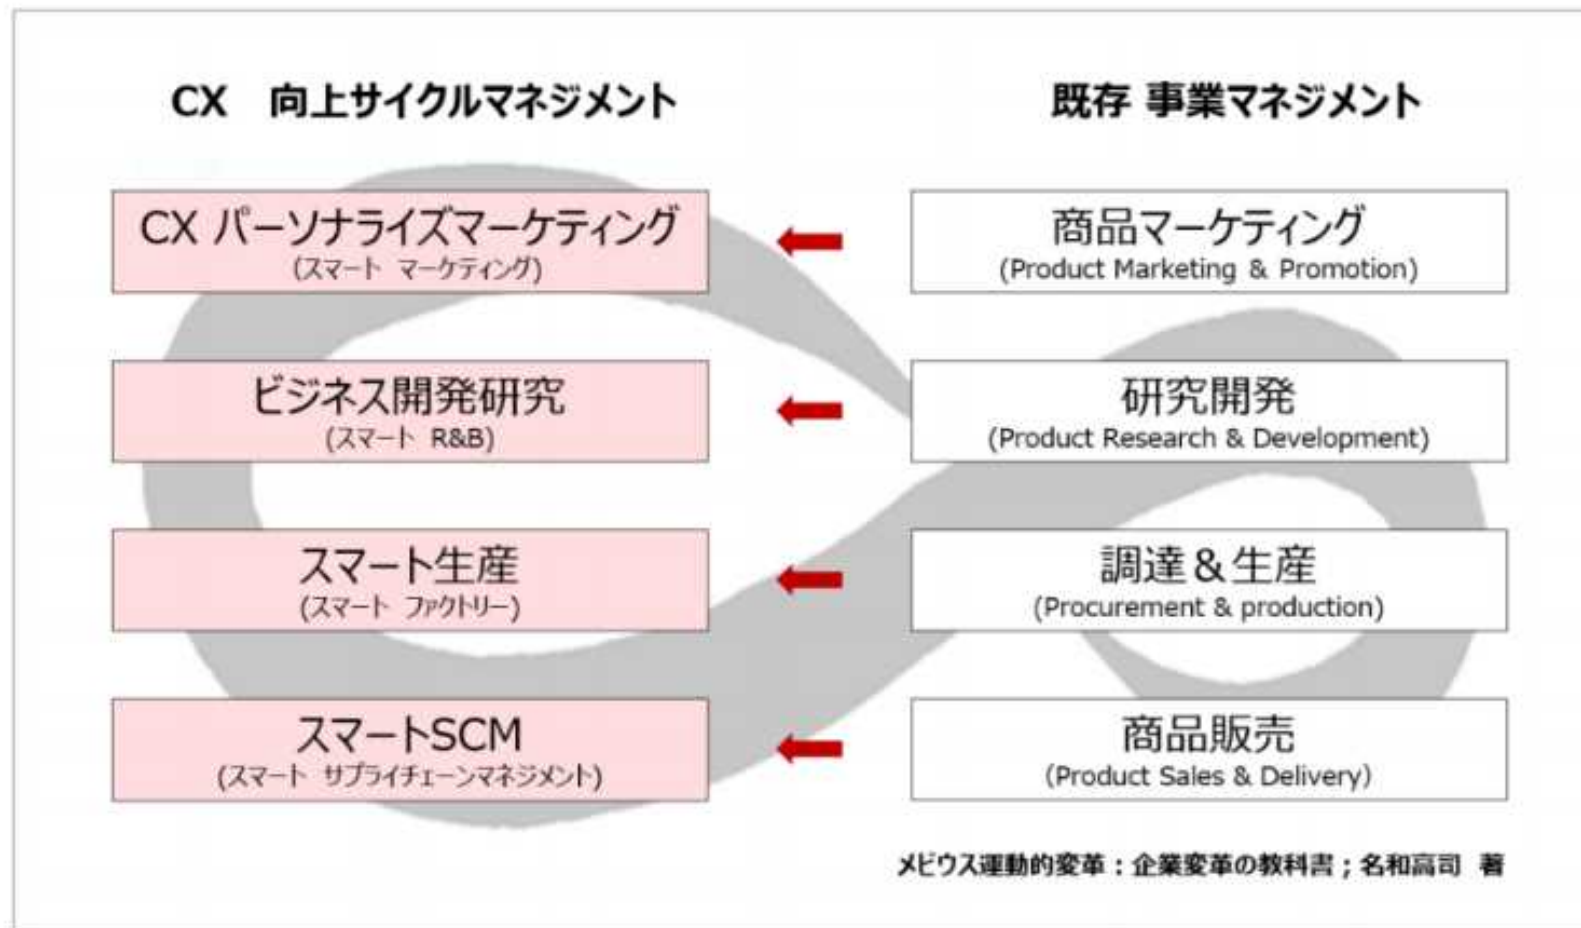 CX 向上サイクルマネジメント
既存 事業マネジメント
CX パーソナライズマーケティング
(スマート マーケティング)
商品マーケティング
(Product Marketing & Promotion)
ビジネス開発研究
(スマート R&B)
研究開発
(Product Research & Development)
スマート生産
(スマート ファクトリー)
調達＆生産
(Procurement & production)
スマートSCM
(スマート サプライチェーンマネジメント)
商品販売
(Product Sales & Delivery)
メビウス運動的変革：企業変革の教科書；名和高司 著